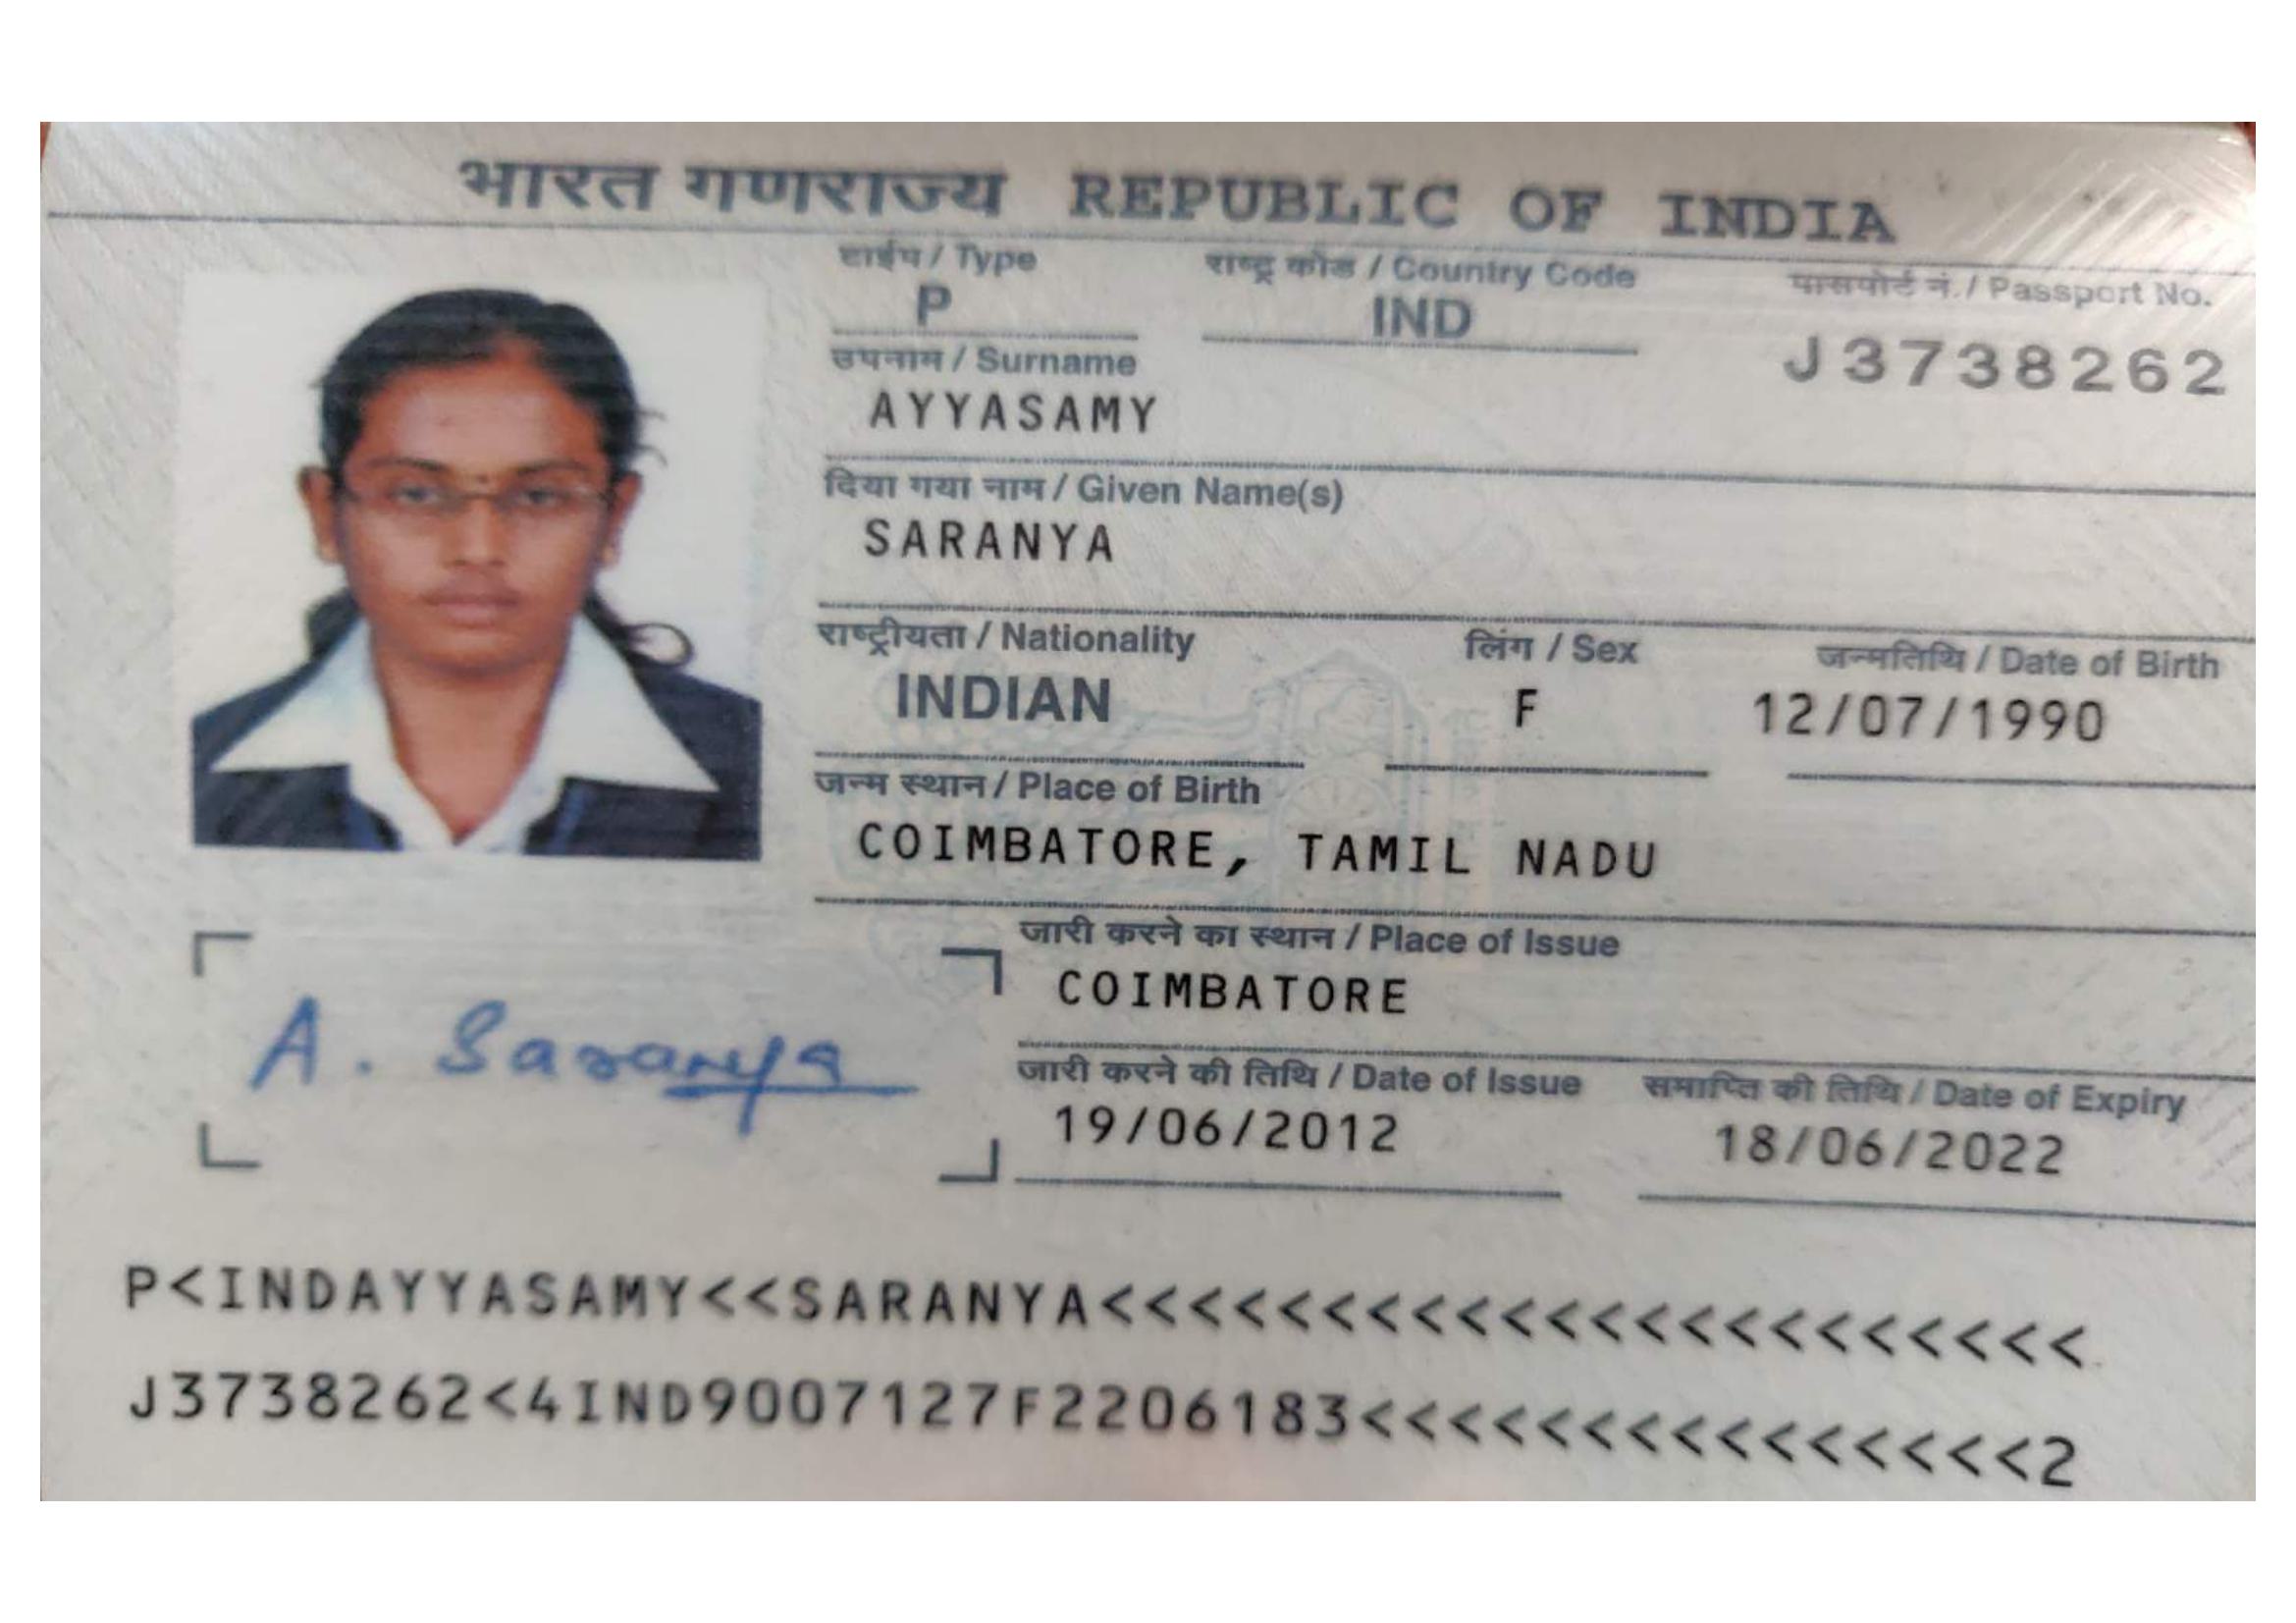 भारत गणराज्य REPUBLIC OF INDIA
टाईप / Type
राष्ट्र कोड / Country Code
पासपोर्ट नं. / Passport No.
P
IND
J3738262
उपनाम / Surname
AYYASAMY
दिया गया नाम / Given Name(s)
SARANYA
राष्ट्रीयता / Nationality
लिंग / Sex
जन्मतिथि / Date of Birth
INDIAN
F
12/07/1990
जन्म स्थान / Place of Birth
COIMBATORE, TAMIL NADU
जारी करने का स्थान / Place of Issue
COIMBATORE
A. Saranya
जारी करने की तिथि / Date of Issue
समाप्ति की तिथि / Date of Expiry
19/06/2012
18/06/2022
P<INDAYYASAMY<<SARANYA<<<<<<<<<<<<<<<<<<<<<<
J3738262<4IND9007127F2206183<<<<<<<<<<<<<<<2